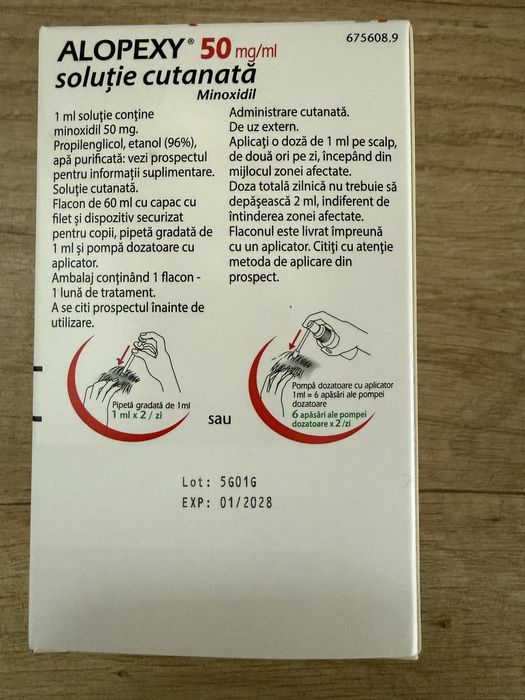 675608.9
ALOPEXY® 50 mg/ml
soluție cutanată
Minoxidil
1 ml soluție conține
minoxidil 50 mg.
Propilenglicol, etanol (96%),
apă purificată: vezi prospectul
pentru informații suplimentare.
Soluție cutanată.
Flacon de 60 ml cu capac cu
filet și dispozitiv securizat
pentru copii, pipetă gradată de
1 ml și pompă dozatoare cu
aplicator.
Ambalaj conținând 1 flacon -
1 lună de tratament.
A se citi prospectul înainte de
utilizare.
Administrare cutanată.
De uz extern.
Aplicați o doză de 1 ml pe scalp,
de două ori pe zi, începând din
mijlocul zonei afectate.
Doza totală zilnică nu trebuie să
depășească 2 ml, indiferent de
întinderea zonei afectate.
Flaconul este livrat împreună
cu un aplicator. Citiți cu atenție
metoda de aplicare din
prospect.
Pipetă gradată de 1ml
1 ml x 2 / zi
sau
Pompă dozatoare cu aplicator
1ml = 6 apăsări ale pompei
dozatoare
6 apăsări ale pompei
dozatoare x 2 /zi
Lot: 5G01G
EXP: 01/2028